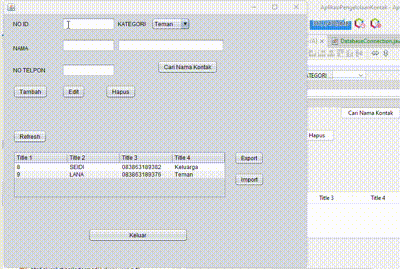 AplikasiPengelolaanKontak
NO ID
KATEGORI
Teman
DatabaseConnection.java
NAMA
NO TELPON
Cari Nama Kontak
Tambah
Edit
Hapus
Cari Nama Kontak
Hapus
Refresh
Title 1 Title 2 Title 3 Title 4
8 SEIDI 083863189382 Keluarga
9 LANA 083863189376 Teman
Export
Import
Title 3 Title 4
Keluar